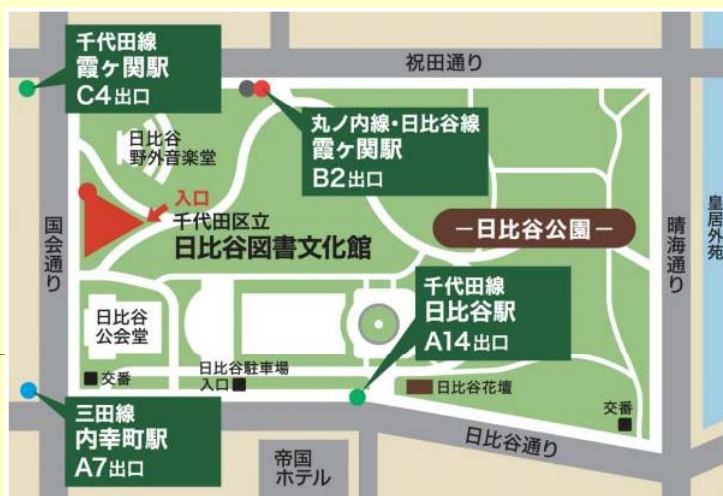 千代田線
霞ヶ関駅
C4出口
祝田通り
丸ノ内線・日比谷線
霞ヶ関駅
B2出口
日比谷
野外音楽堂
入口
千代田区立
日比谷図書文化館
国会通り
－日比谷公園－
晴海通り
皇居外苑
千代田線
日比谷駅
A14出口
日比谷
公会堂
日比谷駐車場
入口
交番
日比谷花壇
交番
三田線
内幸町駅
A7出口
日比谷通り
帝国
ホテル